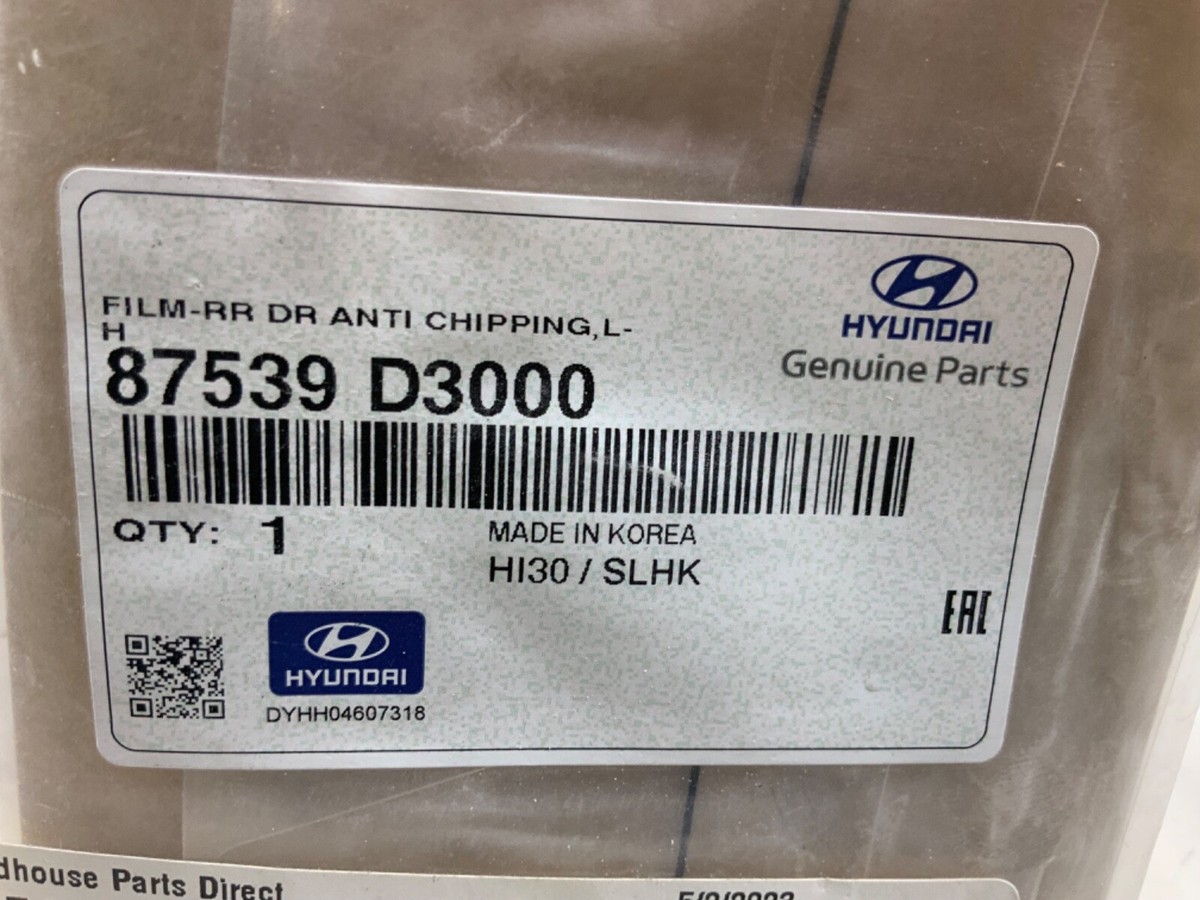 FILM-RR DR ANTI CHIPPING,L-
H
87539 D3000
HYUNDAI
Genuine Parts
QTY: 1
MADE IN KOREA
HI30 / SLHK
EAC
HYUNDAI
DYHH04607318
dhouse Parts Direct